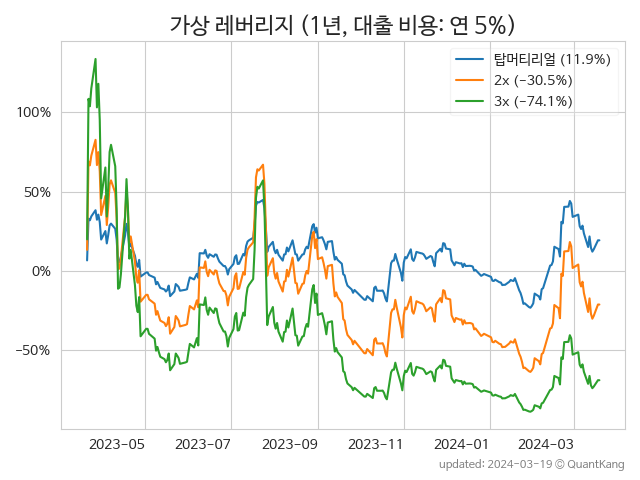 가상 레버리지 (1년, 대출 비용: 연 5%)
탑머티리얼 (11.9%)
2x (−30.5%)
3x (−74.1%)
100%
50%
0%
−50%
2023-05 2023-07 2023-09 2023-11 2024-01 2024-03
updated: 2024-03-19 © QuantKang